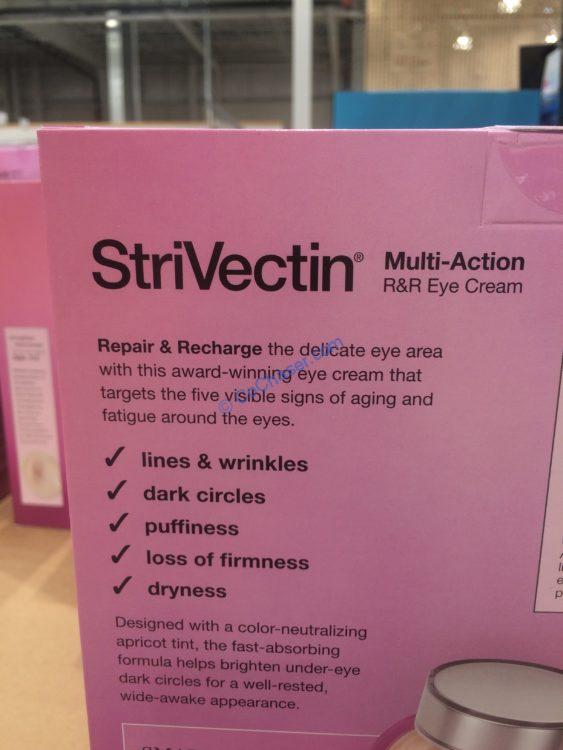 StriVectin® Multi-Action
R&R Eye Cream
Repair & Recharge the delicate eye area
with this award-winning eye cream that
targets the five visible signs of aging and
fatigue around the eyes.
© CoChaser.com
✓ lines & wrinkles
✓ dark circles
✓ puffiness
✓ loss of firmness
✓ dryness
Designed with a color-neutralizing
apricot tint, the fast-absorbing
formula helps brighten under-eye
dark circles for a well-rested,
wide-awake appearance.